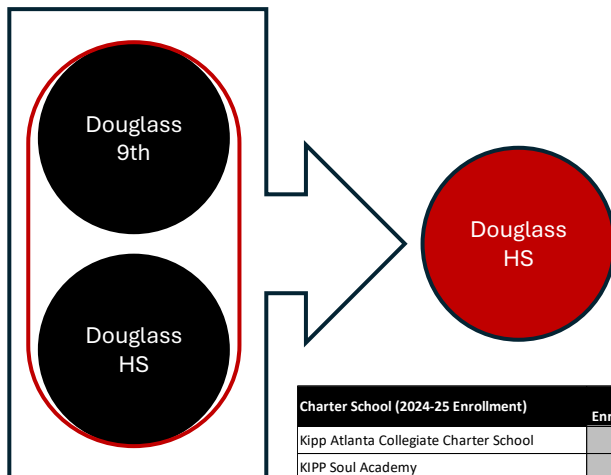 Douglass
9th
Douglass
HS
Douglass
HS
Charter School (2024-25 Enrollment)
Kipp Atlanta Collegiate Charter School
KIPP Soul Academy